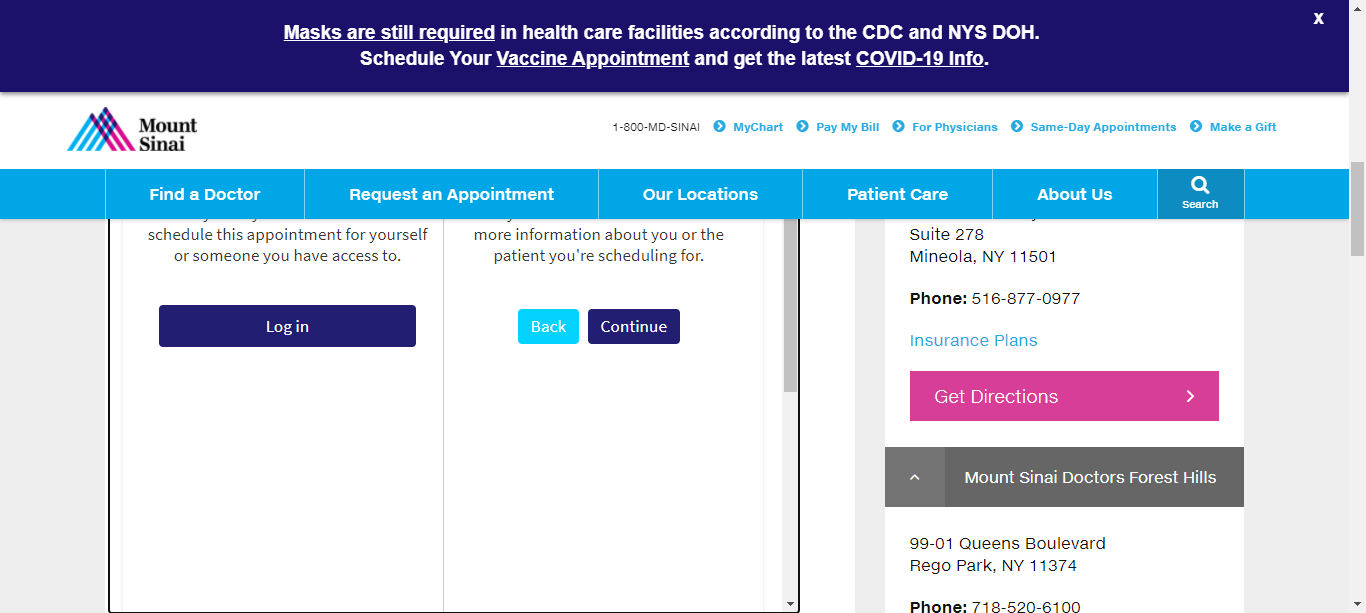 Masks are still required in health care facilities according to the CDC and NYS DOH.
Schedule Your Vaccine Appointment and get the latest COVID-19 Info.
X
Mount
Sinai
1-800-MD-SINAI
MyChart
Pay My Bill
For Physicians
Same-Day Appointments
Make a Gift
Find a Doctor
Request an Appointment
Our Locations
Patient Care
About Us
Search
schedule this appointment for yourself
or someone you have access to.
Log in
more information about you or the
patient you're scheduling for.
Back
Continue
Suite 278
Mineola, NY 11501
Phone: 516-877-0977
Insurance Plans
Get Directions
Mount Sinai Doctors Forest Hills
99-01 Queens Boulevard
Rego Park, NY 11374
Phone: 718-520-6100